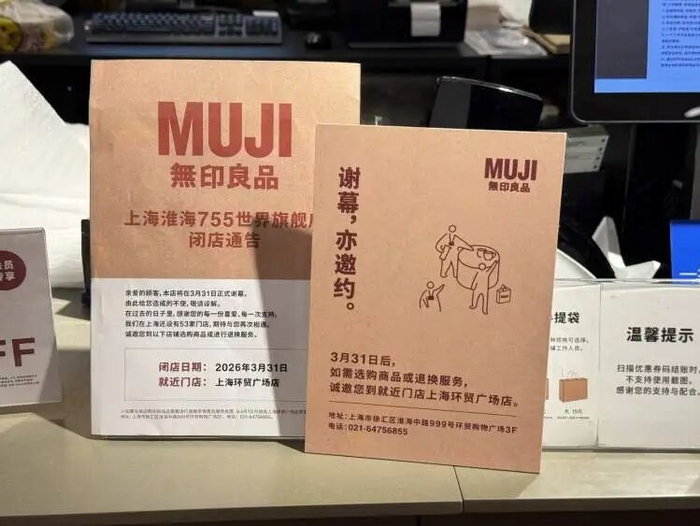 MUJI
無印良品
上海淮海755世界旗舰
闭店通告
亲爱的顾客,本店将在3月31日正式谢幕。
由此给您造成的不便,敬请谅解。
在过去的日子里,感谢您的每一份喜爱,每一次支持。
我们在上海还设有53家门店,期待与您再次相遇。
诚邀您到以下店铺选购商品或进行退换服务。
闭店日期: 2026年3月31日
就近门店: 上海环贸广场店
MUJI
無印良品
谢幕,亦邀约。
3月31日后,
如需选购商品或退换服务,
诚邀您到就近门店上海环贸广场店。
地址:上海市徐汇区淮海中路999号环贸购物广场3F
电话:021-64756855
FF
提袋
温馨提示
扫描优惠券码结账时,
不支持使用截图。
感谢您的支持与配合。